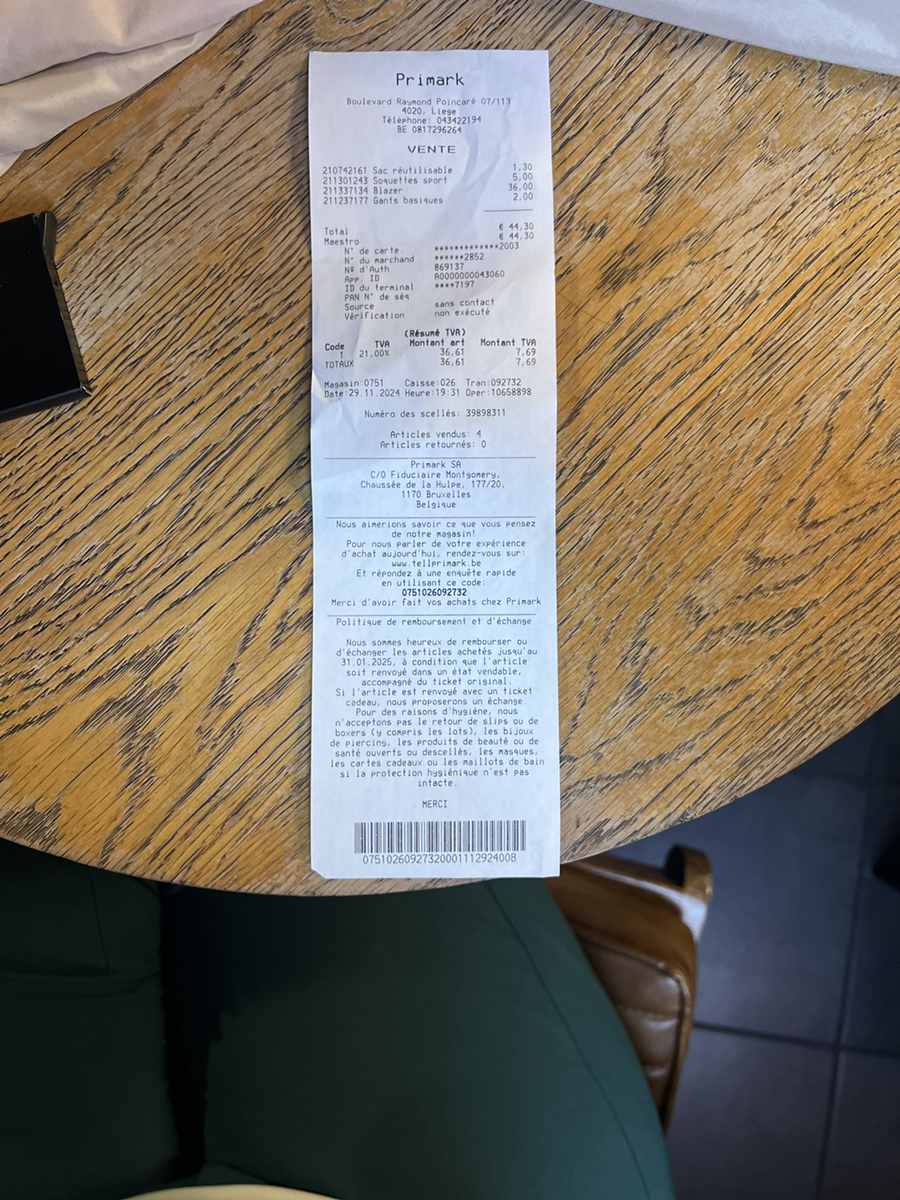 Primark
Boulevard Raymond Poincaré 07/113
4020, Liege
Téléphone: 043422194
BE 0817296264
VENTE
210742161 Sac réutilisable 1,30
211301243 Soquettes sport 5,00
211337134 Blazer 36,00
211237177 Gants basiques 2,00
Total € 44,30
Maestro € 44,30
N° de carte. *************2003
N° du marchand ******2852
Nº d'Auth 869137
App. ID A0000000043060
ID du terminal ****7197
PAN N° de séq
Source sans contact
Vérification non exécuté
(Résumé TVA)
Code TVA Montant art Montant TVA
1 21,00% 36,61 7,69
TOTAUX 36,61 7,69
Magasin:0751 Caisse:026 Tran:092732
Date:29.11.2024 Heure:19:31 Oper:10658898
Numéro des scellés: 39898311
Articles vendus: 4
Articles retournés: 0
Primark SA
C/O Fiduciaire Montgomery,
Chaussée de la Hulpe, 177/20,
1170 Bruxelles
Belgique
Nous aimerions savoir ce que vous pensez
de notre magasin!
Pour nous parler de votre expérience
d'achat aujourd'hui, rendez-vous sur:
www.tellprimark.be
Et répondez à une enquête rapide
en utilisant ce code:
0751026092732
Merci d'avoir fait vos achats chez Primark
Politique de remboursement et d'échange
Nous sommes heureux de rembourser ou
d'échanger les articles achetés jusqu'au
31.01.2025, à condition que l'article
soit renvoyé dans un état vendable,
accompagné du ticket original.
Si l'article est renvoyé avec un ticket
cadeau, nous proposerons un échange.
Pour des raisons d'hygiène, nous
n'acceptons pas le retour de slips ou de
boxers (y compris les lots), les bijoux
de piercing, les produits de beauté ou de
santé ouverts ou descellés, les masques,
les cartes cadeaux ou les maillots de bain
si la protection hygiénique n'est pas
intacte.
MERCI
07510260927320001112924008